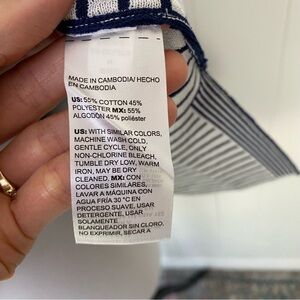 MADE IN CAMBODIA/ HECHO
EN CAMBODIA
US: 55% COTTON 45%
POLYESTER MX: 55%
ALGODÓN 45% poliéster
US: WITH SIMILAR COLORS,
MACHINE WASH COLD,
GENTLE CYCLE, ONLY
NON-CHLORINE BLEACH,
TUMBLE DRY LOW, WARM
IRON, MAY BE DRY
CLEANED, MX: CON
COLORES SIMILARES,
LAVAR A MÁQUINA CON
AGUA FRÍA 30 °C EN
PROCESO SUAVE, USAR
DETERGENTE, USAR
SOLAMENTE
BLANQUEADOR SIN CLORO,
NO EXPRIMIR, SECAR A